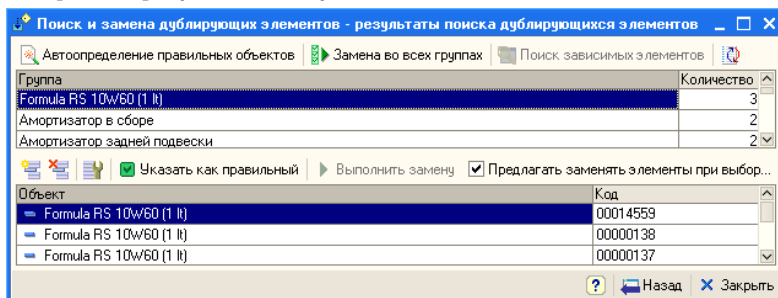 Поиск и замена дублирующих элементов - результаты поиска дублирующихся элементов
Автоопределение правильных объектов Замена во всех группах Поиск зависимых элементов
Группа Количество
Formula RS 10W60 (1 lt) 3
Амортизатор в сборе 2
Амортизатор задней подвески 2
Указать как правильный Выполнить замену Предлагать заменять элементы при выбор...
Объект Код
Formula RS 10W60 (1 lt) 00014559
Formula RS 10W60 (1 lt) 00000138
Formula RS 10W60 (1 lt) 00000137
? Назад Закрыть